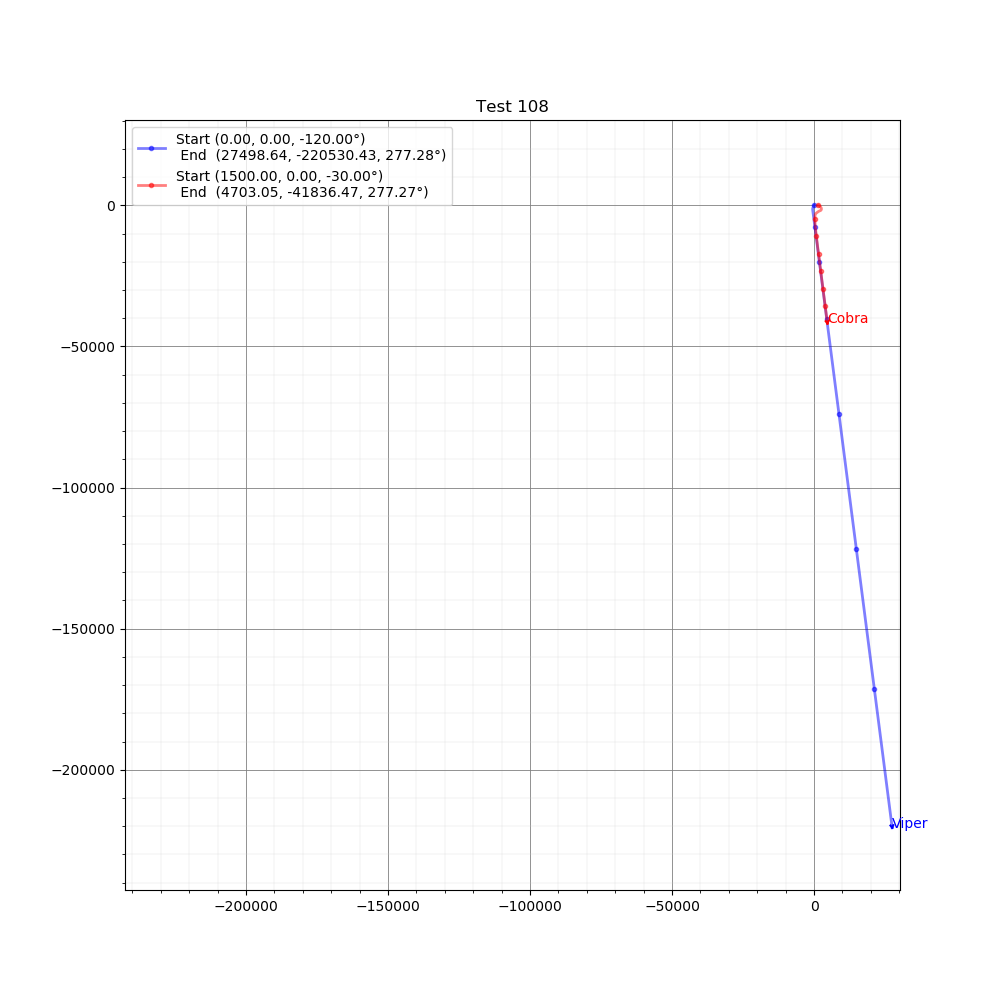 Test 108
Start (0.00, 0.00, -120.00°)
End (27498.64, -220530.43, 277.28°)
Start (1500.00, 0.00, -30.00°)
End (4703.05, -41836.47, 277.27°)
0
Cobra
−50000
−100000
−150000
−200000
Viper
−200000
−150000
−100000
−50000
0